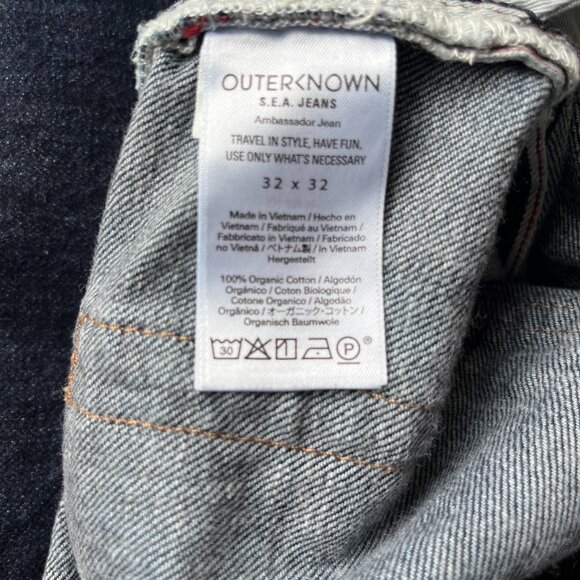 OUTERKNOWN
S.E.A. JEANS
Ambassador Jean
TRAVEL IN STYLE, HAVE FUN.
USE ONLY WHAT'S NECESSARY
32 x 32
Made in Vietnam / Hecho en
Vietnam / Fabriqué au Vietnam /
Fabbricato in Vietnam / Fabricado
no Vietnã / ベトナム製 / In Vietnam
Hergestellt
100% Organic Cotton / Algodón
Orgánico / Coton Biologique /
Cotone Organico / Algodão
Orgânico / オーガニック・コットン /
Organisch Baumwolle
30 P ®